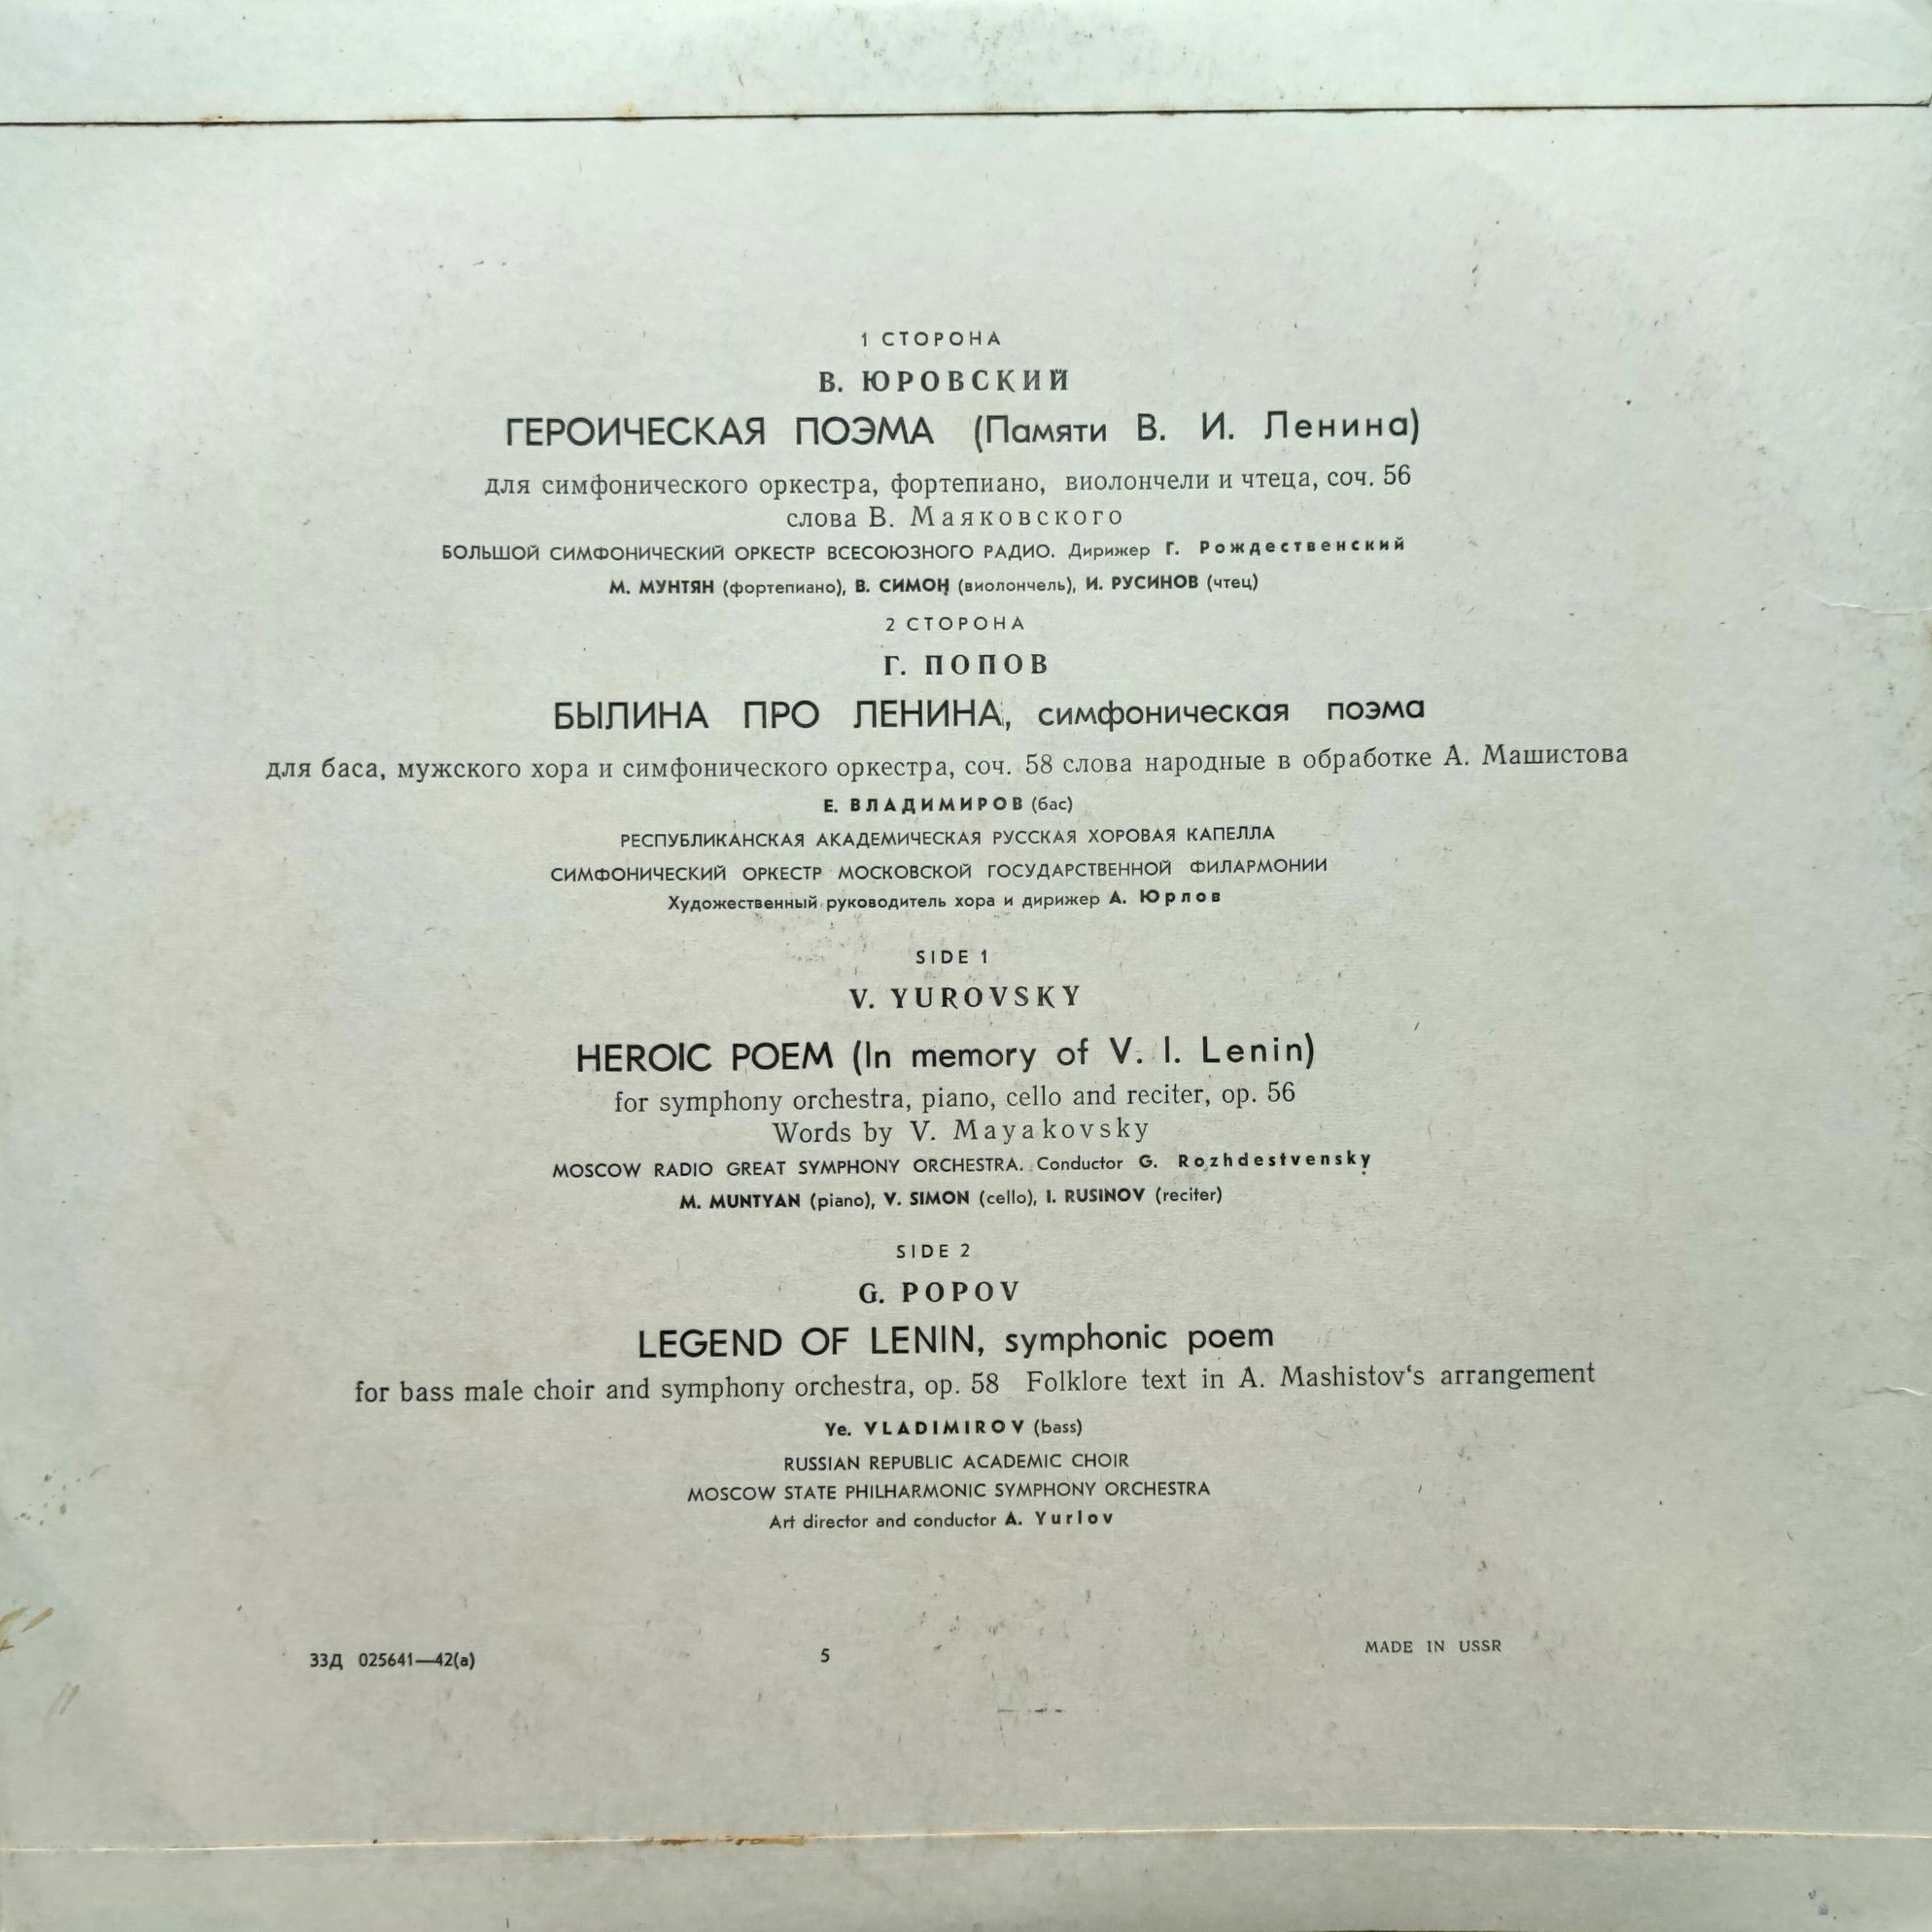 1 СТОРОНА
В. ЮРОВСКИЙ
ГЕРОИЧЕСКАЯ ПОЭМА (Памяти В. И. Ленина)
для симфонического оркестра, фортепиано, виолончели и чтеца, соч. 56
слова В. Маяковского
БОЛЬШОЙ СИМФОНИЧЕСКИЙ ОРКЕСТР ВСЕСОЮЗНОГО РАДИО. Дирижер Г. Рождественский
М. МУНТЯН (фортепиано), В. СИМОН (виолончель), И. РУСИНОВ (чтец)
2 СТОРОНА
Г. ПОПОВ
БЫЛИНА ПРО ЛЕНИНА, симфоническая поэма
для баса, мужского хора и симфонического оркестра, соч. 58 слова народные в обработке А. Машистова
Е. ВЛАДИМИРОВ (бас)
РЕСПУБЛИКАНСКАЯ АКАДЕМИЧЕСКАЯ РУССКАЯ ХОРОВАЯ КАПЕЛЛА
СИМФОНИЧЕСКИЙ ОРКЕСТР МОСКОВСКОЙ ГОСУДАРСТВЕННОЙ ФИЛАРМОНИИ
Художественный руководитель хора и дирижер А. Юрлов
SIDE 1
V. YUROVSKY
HEROIC POEM (In memory of V. I. Lenin)
for symphony orchestra, piano, cello and reciter, op. 56
Words by V. Mayakovsky
MOSCOW RADIO GREAT SYMPHONY ORCHESTRA. Conductor G. Rozhdestvensky
M. MUNTYAN (piano), V. SIMON (cello), I. RUSINOV (reciter)
SIDE 2
G. POPOV
LEGEND OF LENIN, symphonic poem
for bass male choir and symphony orchestra, op. 58 Folklore text in A. Mashistov‘s arrangement
Ye. VLADIMIROV (bass)
RUSSIAN REPUBLIC ACADEMIC CHOIR
MOSCOW STATE PHILHARMONIC SYMPHONY ORCHESTRA
Art director and conductor A. Yurlov
33Д 025641—42(a) 5 MADE IN USSR